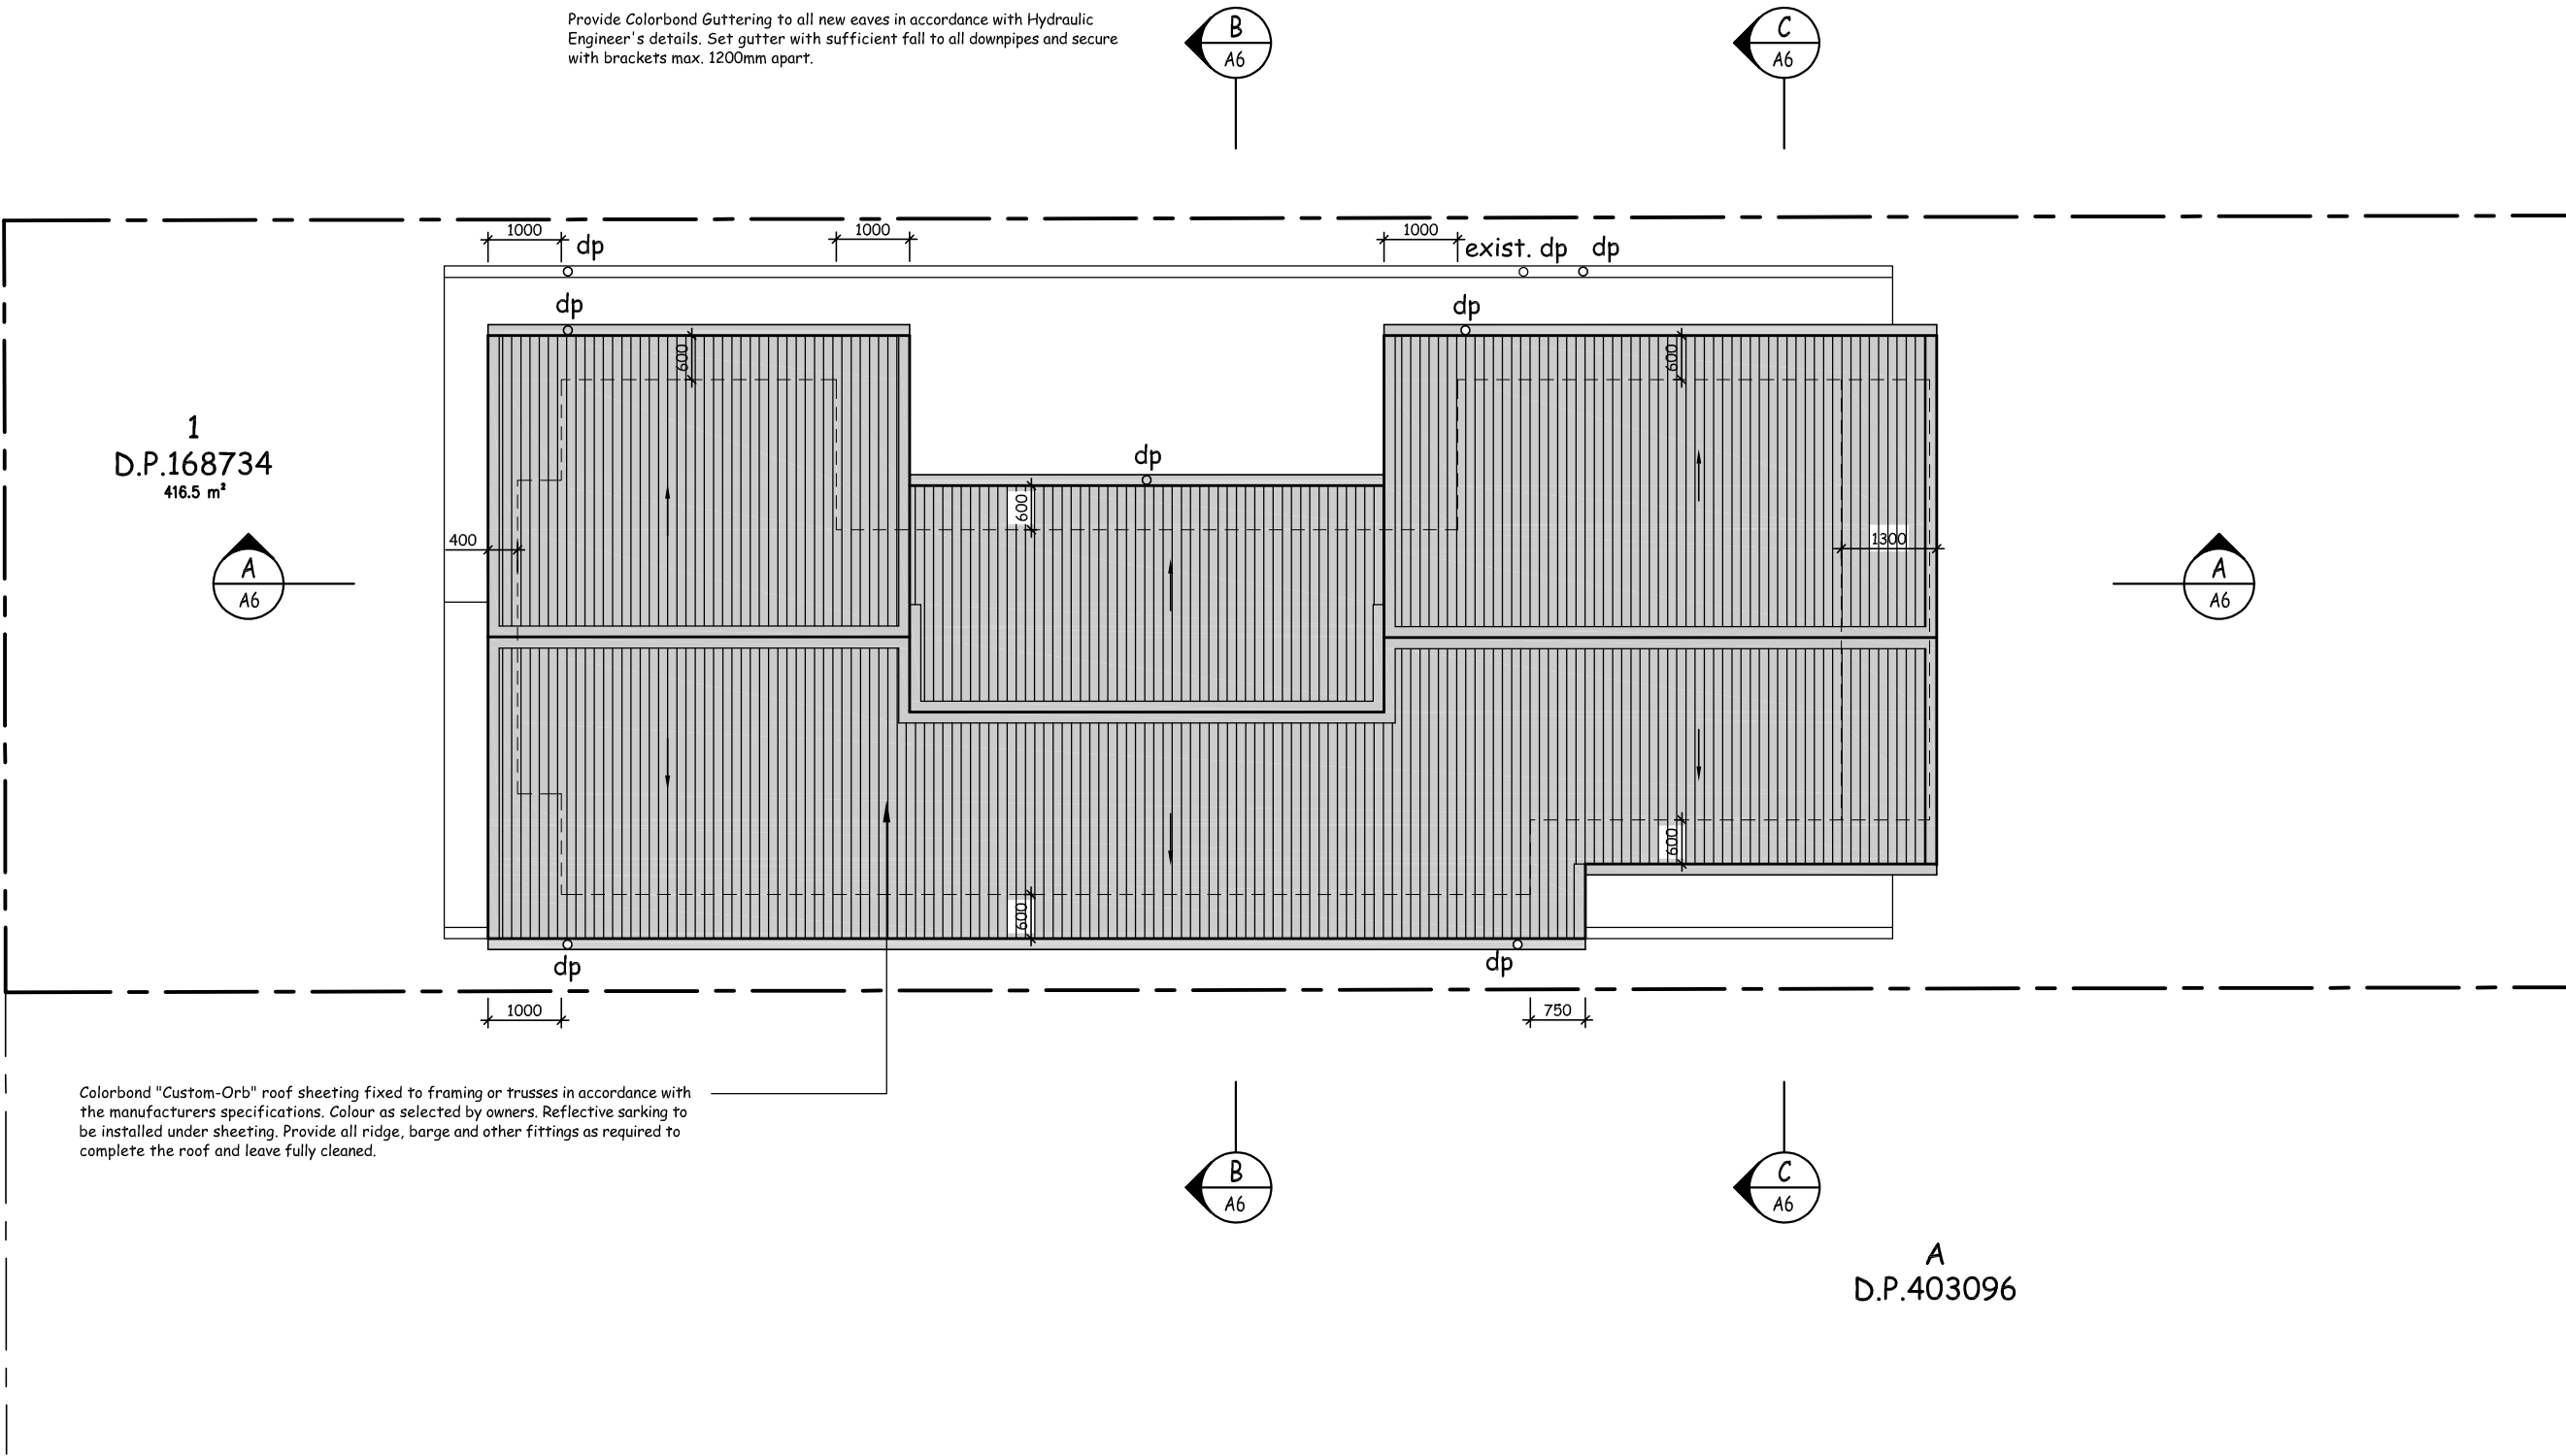 Provide Colorbond Guttering to all new eaves in accordance with Hydraulic
Engineer's details. Set gutter with sufficient fall to all downpipes and secure
with brackets max. 1200mm apart.
B
A6
C
A6
1000
dp
1000
1000
exist. dp
dp
dp
dp
600
600
1
D.P.168734
416.5 m²
dp
600
400
1300
A
A6
A
A6
600
600
dp
dp
1000
750
Colorbond "Custom-Orb" roof sheeting fixed to framing or trusses in accordance with
the manufacturers specifications. Colour as selected by owners. Reflective sarking to
be installed under sheeting. Provide all ridge, barge and other fittings as required to
complete the roof and leave fully cleaned.
B
A6
C
A6
A
D.P.403096